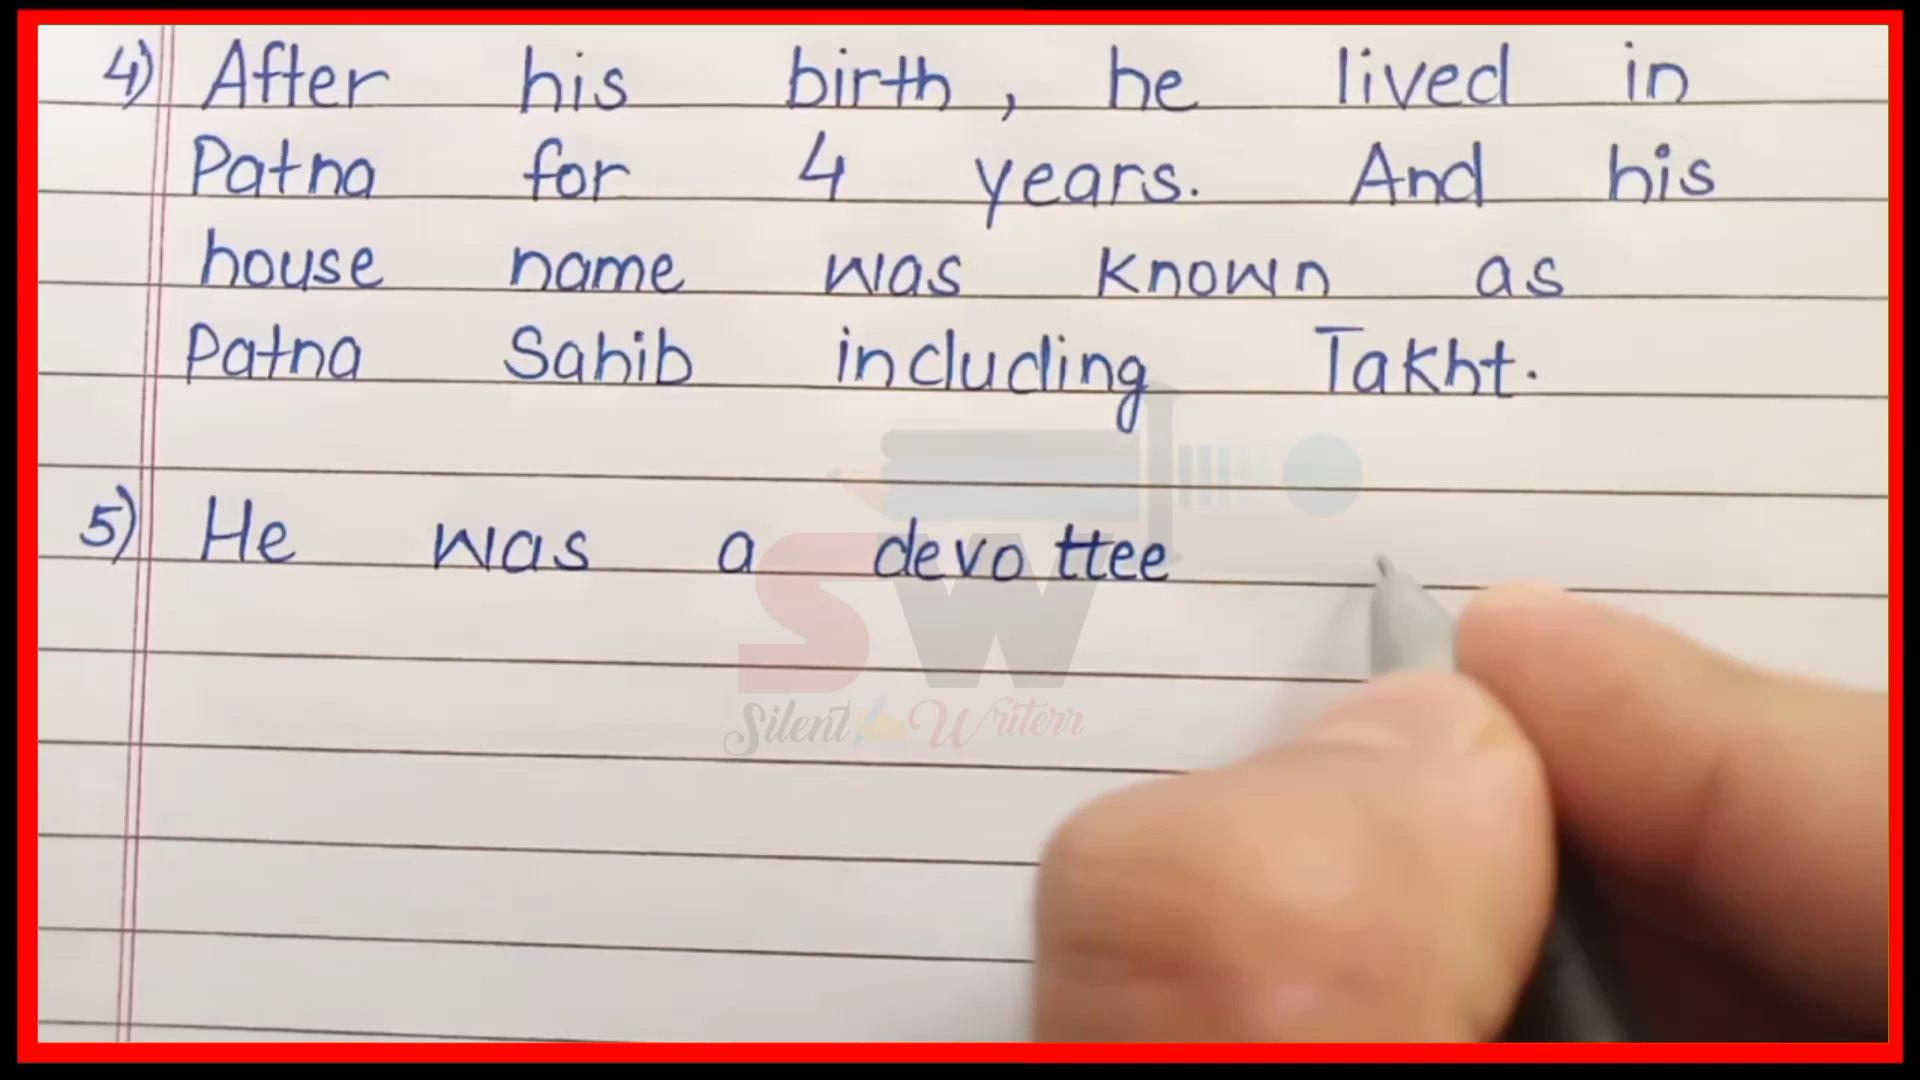 4) After his birth, he lived in
Patna for 4 years. And his
house name was known as
Patna Sahib including Takht.
5) He was a devottee
SW
Silent Writerr